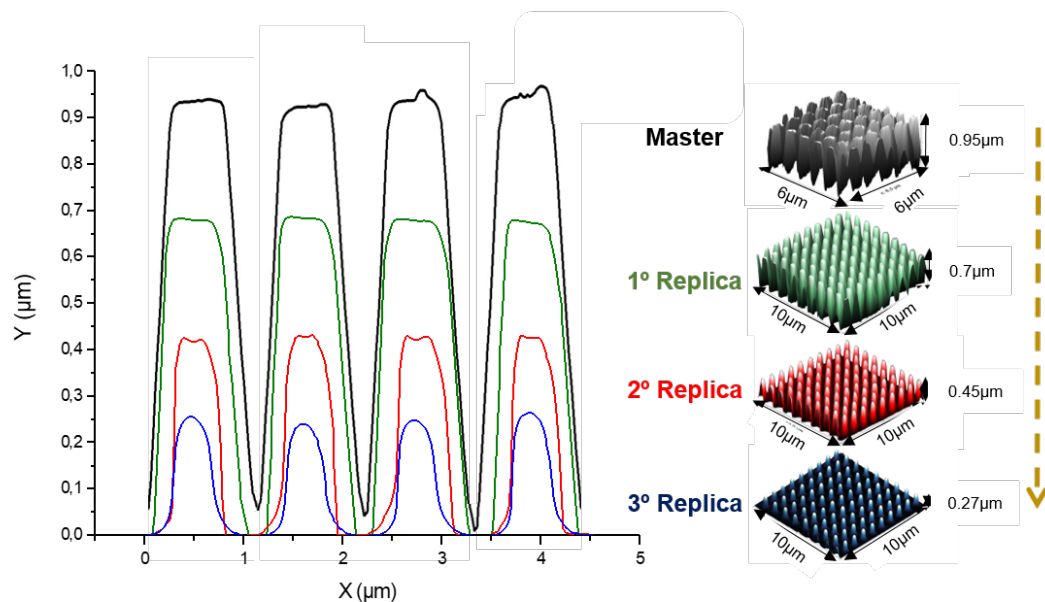 1,0
0,9
0,8
0,7
0,6
0,5
0,4
0,3
0,2
0,1
0,0
Y (µm)
0
1
2
3
4
5
X (µm)
Master
0.95µm
6µm
6µm
1º Replica
0.7µm
10µm
10µm
2º Replica
0.45µm
10µm
10µm
3º Replica
0.27µm
10µm
10µm